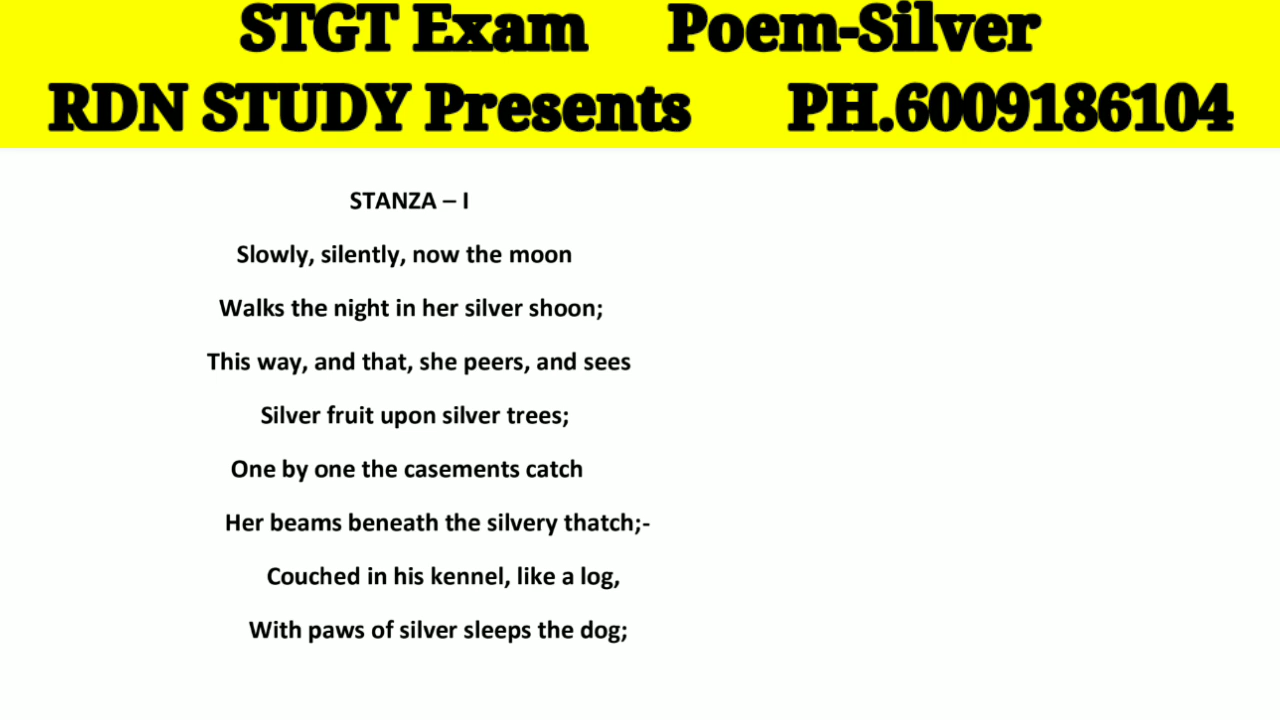 STGT Exam Poem-Silver
RDN STUDY Presents PH.6009186104
STANZA – I
Slowly, silently, now the moon
Walks the night in her silver shoon;
This way, and that, she peers, and sees
Silver fruit upon silver trees;
One by one the casements catch
Her beams beneath the silvery thatch;-
Couched in his kennel, like a log,
With paws of silver sleeps the dog;